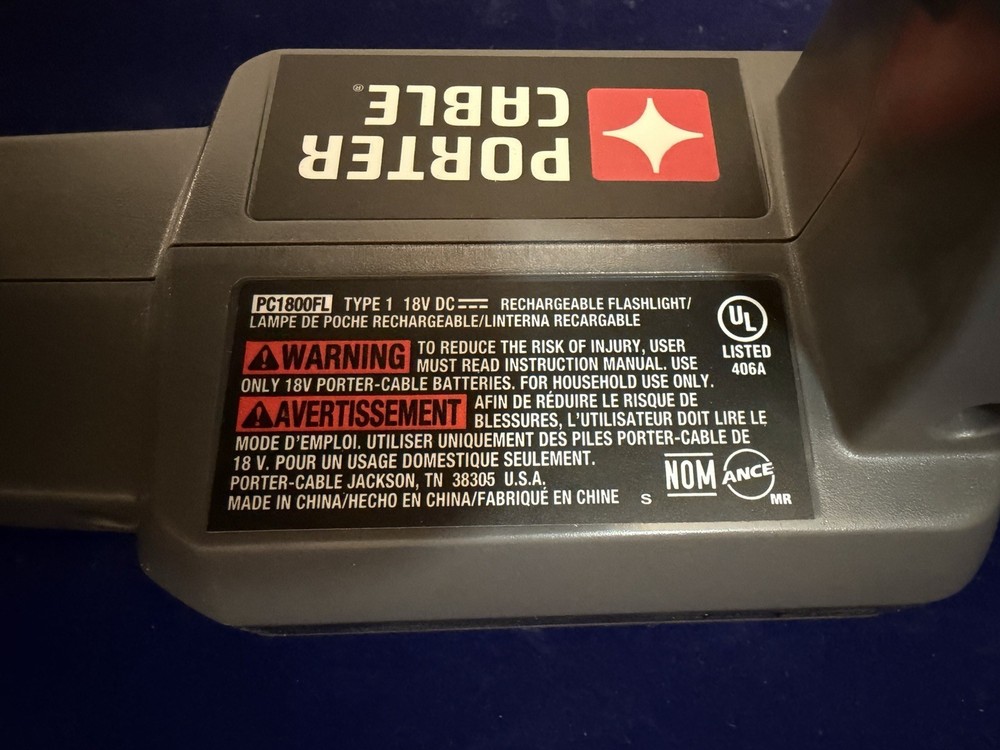 PORTER
CABLE®
PC1800FL TYPE 1 18V DC RECHARGEABLE FLASHLIGHT/
LAMPE DE POCHE RECHARGEABLE/LINTERNA RECARGABLE
WARNING TO REDUCE THE RISK OF INJURY, USER
MUST READ INSTRUCTION MANUAL. USE
ONLY 18V PORTER-CABLE BATTERIES. FOR HOUSEHOLD USE ONLY.
AVERTISSEMENT AFIN DE RÉDUIRE LE RISQUE DE
BLESSURES, L'UTILISATEUR DOIT LIRE LE
MODE D'EMPLOI. UTILISER UNIQUEMENT DES PILES PORTER-CABLE DE
18 V. POUR UN USAGE DOMESTIQUE SEULEMENT.
PORTER-CABLE JACKSON, TN 38305 U.S.A.
MADE IN CHINA/HECHO EN CHINA/FABRIQUÉ EN CHINE S
UL
LISTED
406A
NOM ANCE
MR